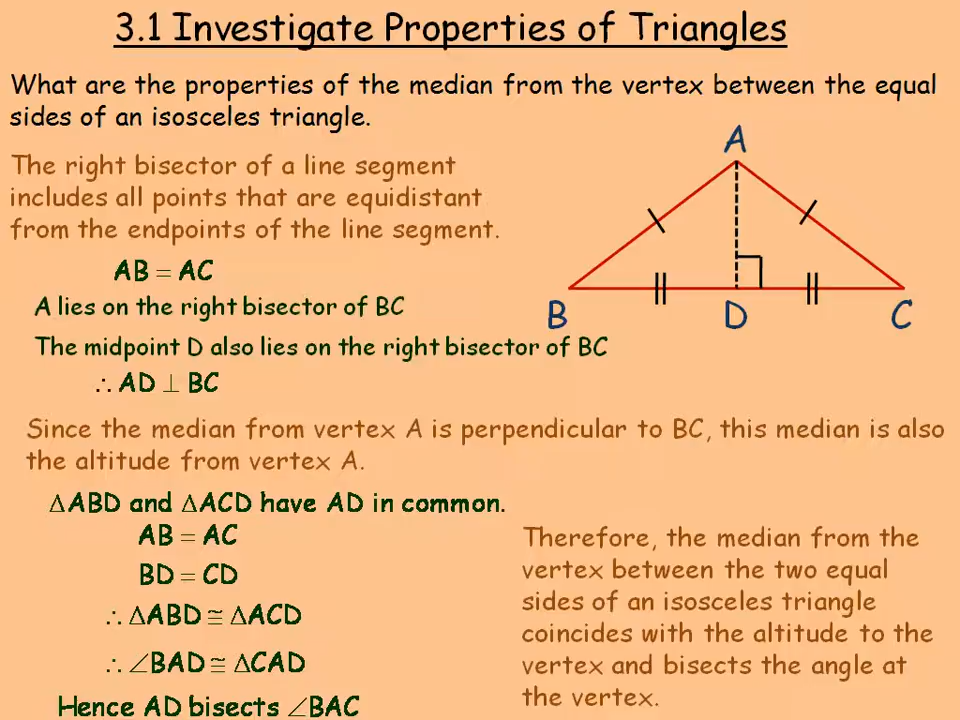 3.1 Investigate Properties of Triangles
What are the properties of the median from the vertex between the equal
sides of an isosceles triangle.
The right bisector of a line segment
includes all points that are equidistant
from the endpoints of the line segment.
AB = AC
A lies on the right bisector of BC
The midpoint D also lies on the right bisector of BC
∴ AD ⊥ BC
A
B
D
C
Since the median from vertex A is perpendicular to BC, this median is also
the altitude from vertex A.
ΔABD and ΔACD have AD in common.
AB = AC
BD = CD
∴ ΔABD ≅ ΔACD
∴ ∠BAD ≅ ΔCAD
Hence AD bisects ∠BAC
Therefore, the median from the
vertex between the two equal
sides of an isosceles triangle
coincides with the altitude to the
vertex and bisects the angle at
the vertex.